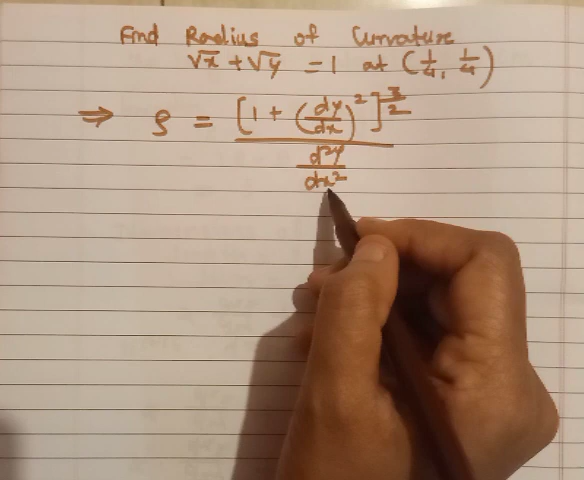 Find Radius of Curvature
√x + √y = 1 at (1/4, 1/4)
⇒ ρ = [1 + (dy/dx)²]^3/2 / d²y/dx²